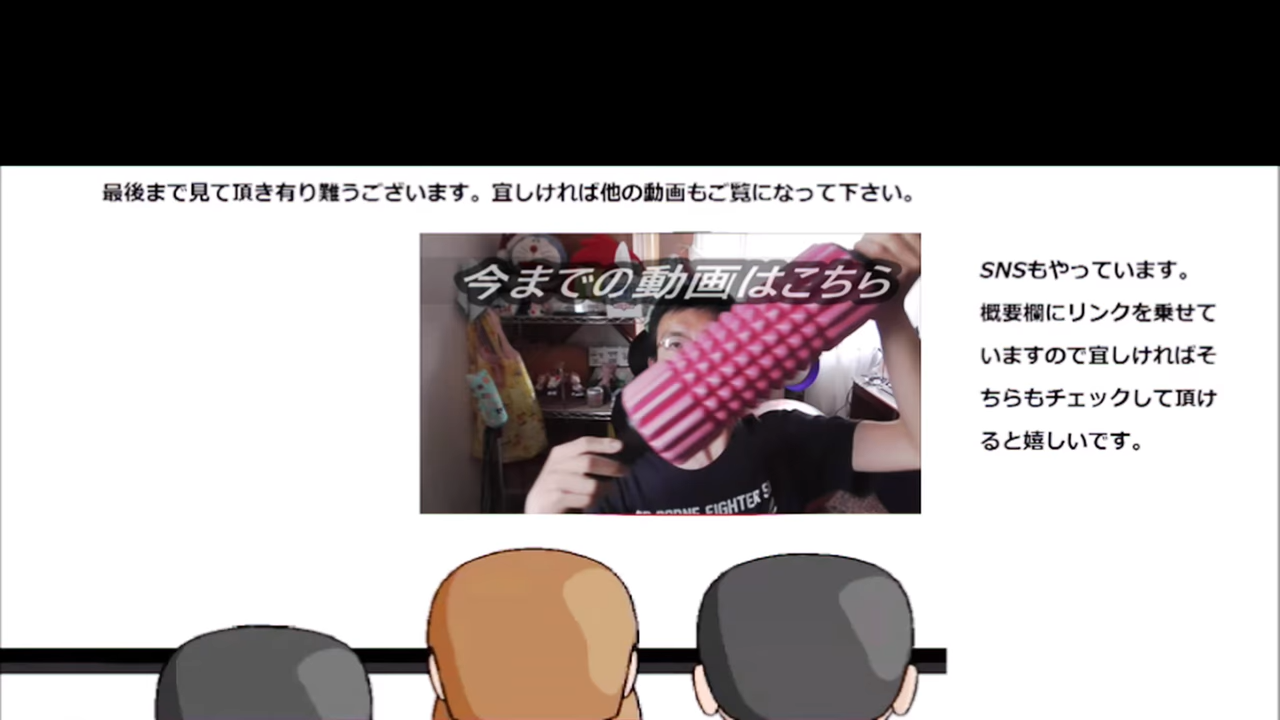 最後まで見て頂き有り難うございます。宜しければ他の動画もご覧になって下さい。
今までの動画はこちら
SNSもやっています。
概要欄にリンクを乗せて
いますので宜しければそ
ちらもチェックして頂け
ると嬉しいです。
FIGHTER